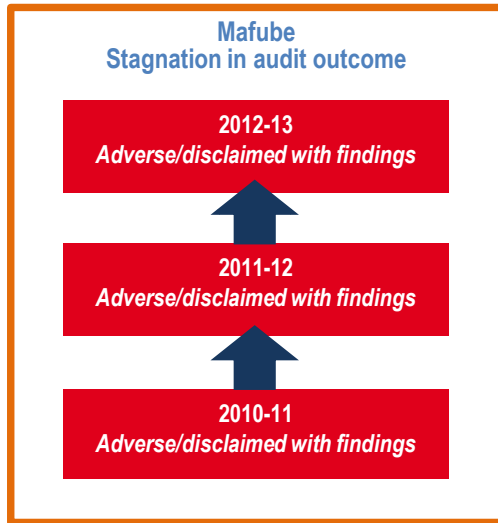 Mafube
Stagnation in audit outcome
2012-13
Adverse/disclaimed with findings
2011-12
Adverse/disclaimed with findings
2010-11
Adverse/disclaimed with findings